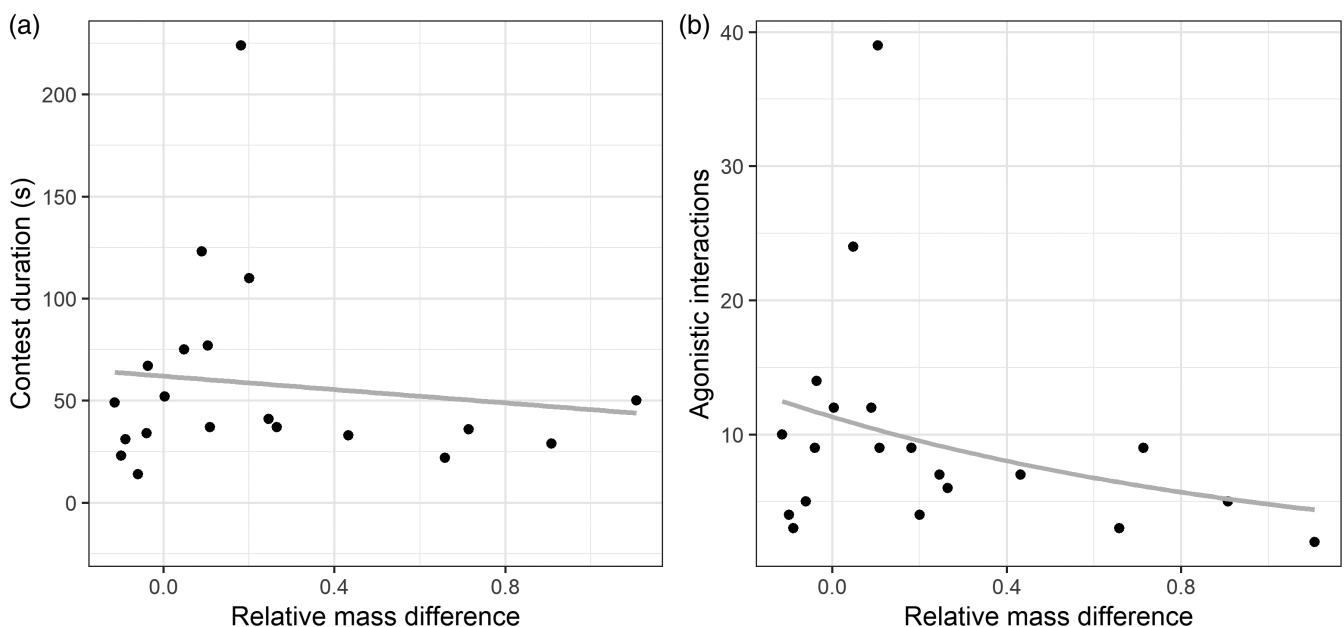 (a)
Contest duration (s)
200
150
100
50
0
0.0 0.4 0.8
Relative mass difference
(b)
Agonistic interactions
40
30
20
10
0.0 0.4 0.8
Relative mass difference